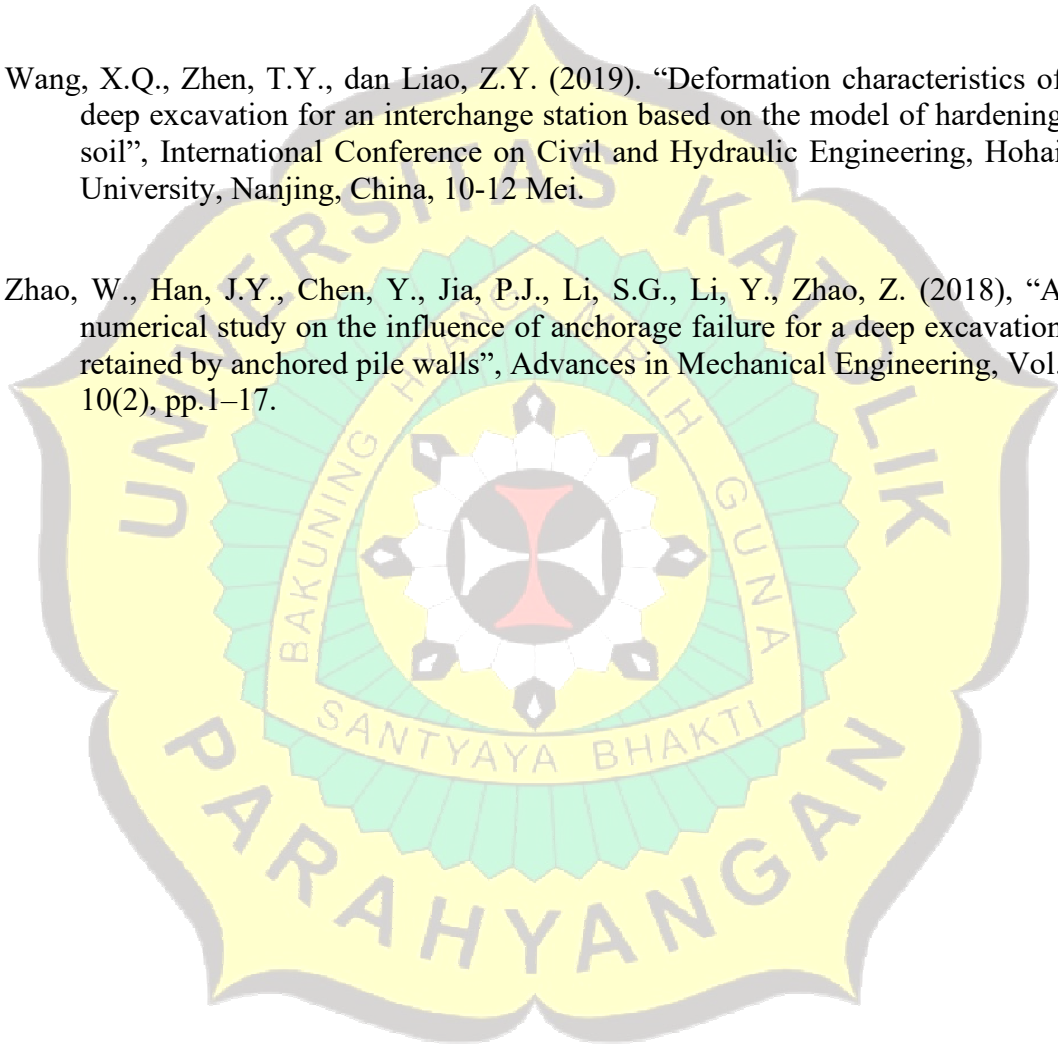 Wang, X.Q., Zhen, T.Y., dan Liao, Z.Y. (2019). “Deformation characteristics of
deep excavation for an interchange station based on the model of hardening
soil”, International Conference on Civil and Hydraulic Engineering, Hohai
University, Nanjing, China, 10-12 Mei.
Zhao, W., Han, J.Y., Chen, Y., Jia, P.J., Li, S.G., Li, Y., Zhao, Z. (2018), “A
numerical study on the influence of anchorage failure for a deep excavation
retained by anchored pile walls”, Advances in Mechanical Engineering, Vol.
10(2), pp.1–17.
UNIVERSITAS KATOLIK
BAKUNING HYANG MRIH GUNA
SANTYAYA BHAKTI
PARAHYANGAN